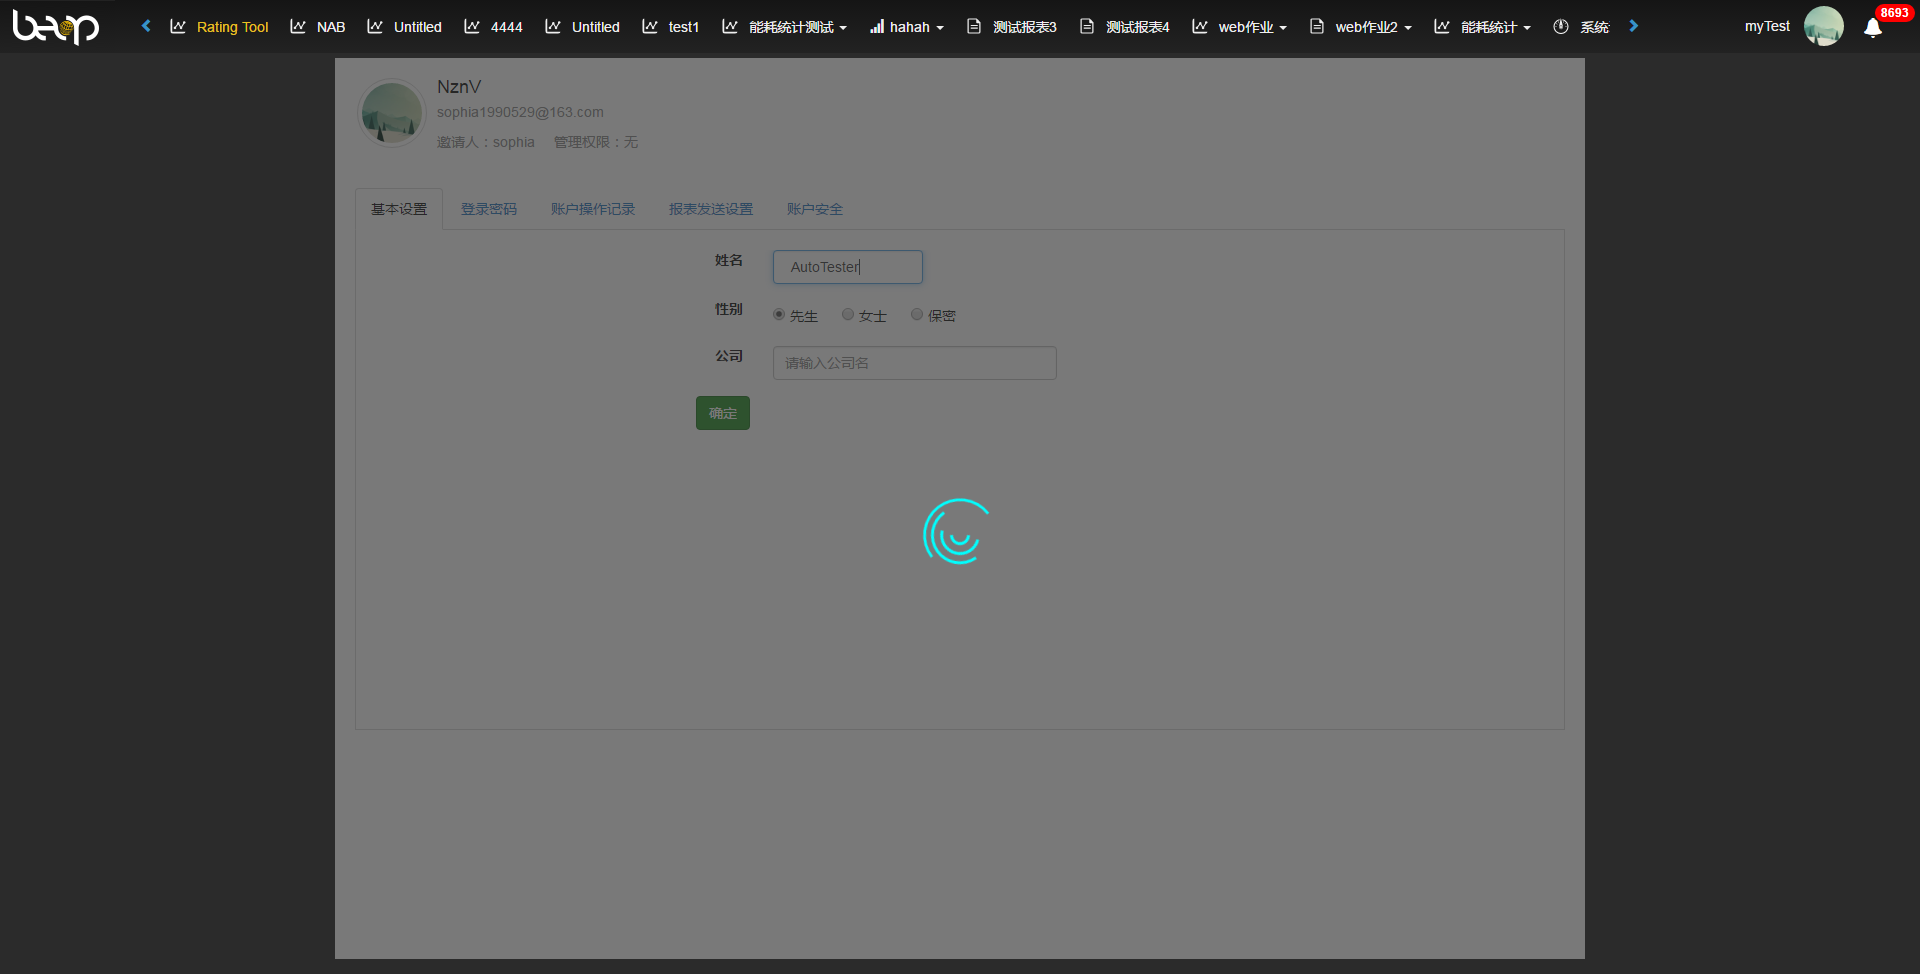 beop Rating Tool NAB Untitled 4444 Untitled test1 能耗统计测试 hahah 测试报表3 测试报表4 web作业 web作业2 能耗统计 系统 myTest 8693
NznV
sophia1990529@163.com
邀请人：sophia 管理权限：无
基本设置 登录密码 账户操作记录 报表发送设置 账户安全
姓名 AutoTester
性别 先生 女士 保密
公司 请输入公司名
确定